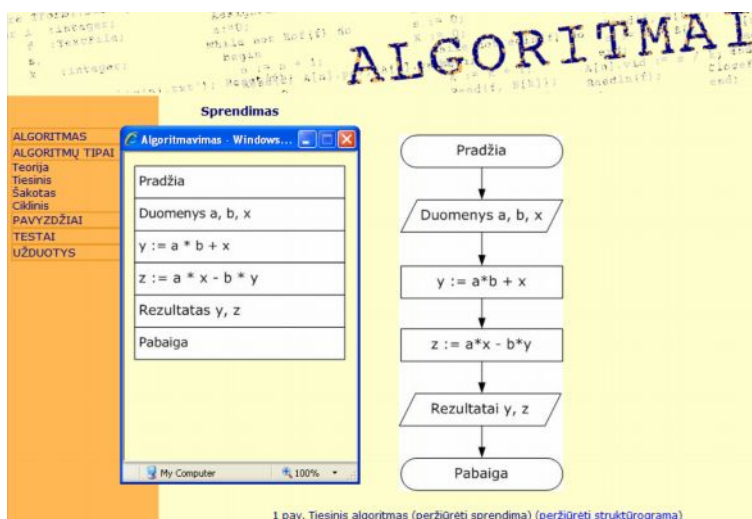 ALGORITMAI
Sprendimas
ALGORITMAS
ALGORITMŲ TIPAI
Teorija
Tiesinis
Šakotas
Ciklinis
PAVYZDŽIAI
TESTAI
UŽDUOTYS
Algoritmavimas - Windows...
Pradžia
Duomenys a, b, x
y := a * b + x
z := a * x - b * y
Rezultatas y, z
Pabaiga
My Computer
100%
Pradžia
Duomenys a, b, x
y := a*b + x
z := a*x - b*y
Rezultatai y, z
Pabaiga
1 pav. Tiesinis algoritmas (peržiūrėti sprendimą) (peržiūrėti struktūrogramą)